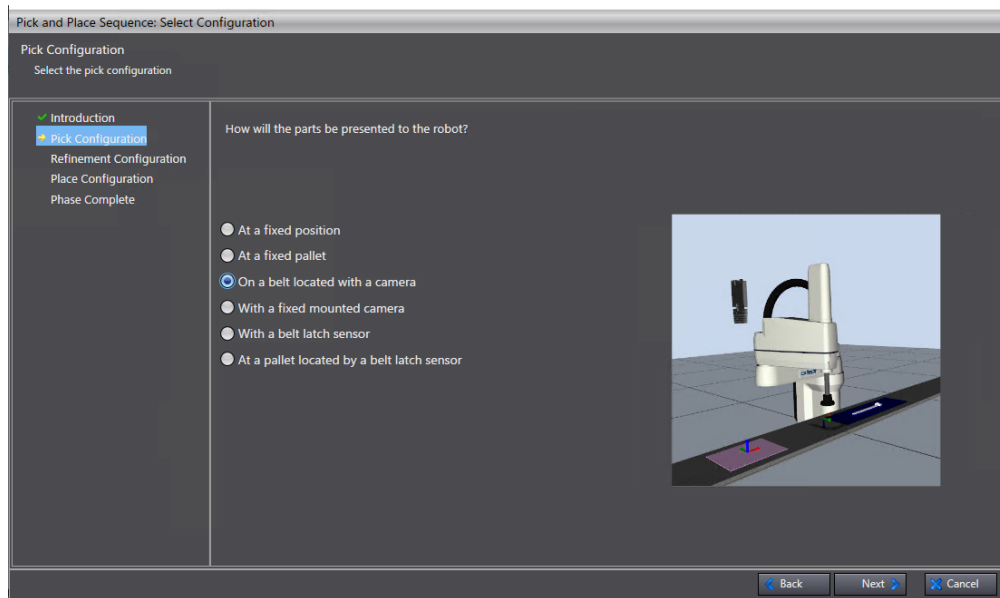 Pick and Place Sequence: Select Configuration
Pick Configuration
Select the pick configuration
Introduction
Pick Configuration
Refinement Configuration
Place Configuration
Phase Complete
How will the parts be presented to the robot?
At a fixed position
At a fixed pallet
On a belt located with a camera
With a fixed mounted camera
With a belt latch sensor
At a pallet located by a belt latch sensor
Back
Next
Cancel